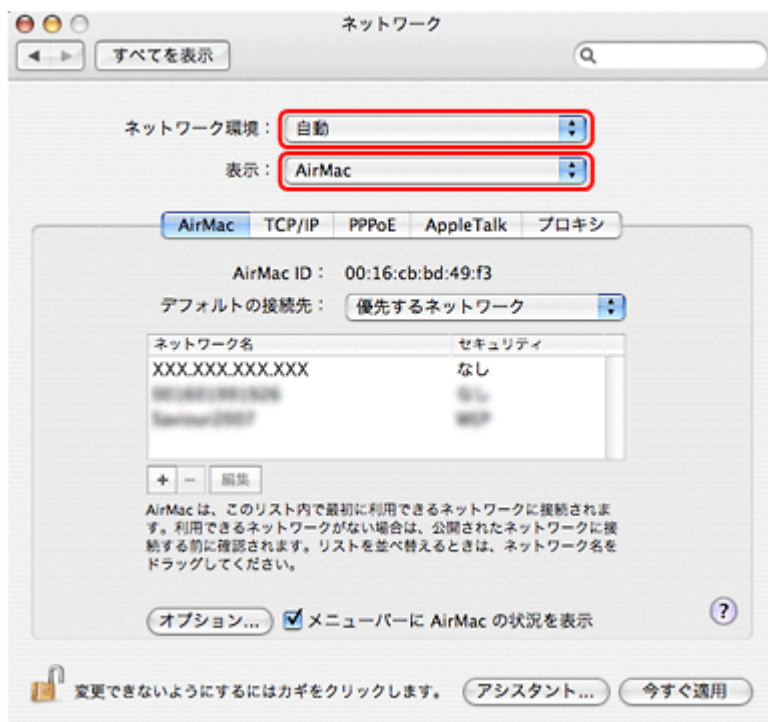 ネットワーク
すべてを表示
ネットワーク環境： 自動
表示： AirMac
AirMac TCP/IP PPPoE AppleTalk プロキシ
AirMac ID： 00:16:cb:bd:49:f3
デフォルトの接続先： 優先するネットワーク
ネットワーク名 セキュリティ
XXX.XXX.XXX.XXX なし
+ − 編集
AirMac は、このリスト内で最初に利用できるネットワークに接続されま
す。利用できるネットワークがない場合は、公開されたネットワークに接
続する前に確認されます。リストを並べ替えるときは、ネットワーク名を
ドラッグしてください。
オプション... メニューバーに AirMac の状況を表示 ?
変更できないようにするにはカギをクリックします。 アシスタント... 今すぐ適用